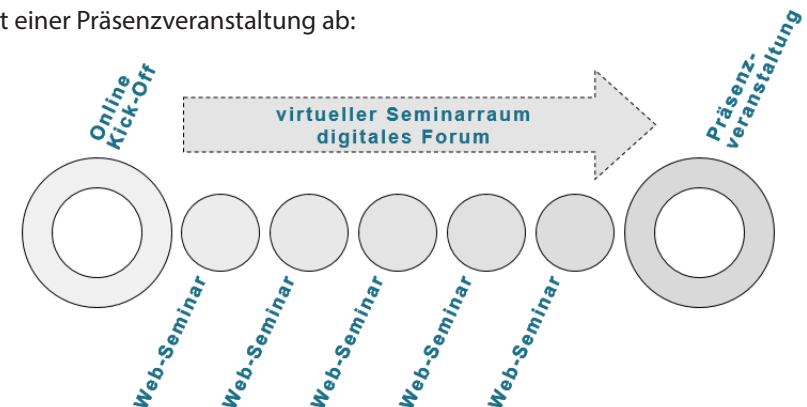 t einer Präsenzveranstaltung ab:
Online
Kick-Off
virtueller Seminarraum
digitales Forum
Präsenz-
veranstaltung
Web-Seminar
Web-Seminar
Web-Seminar
Web-Seminar
Web-Seminar